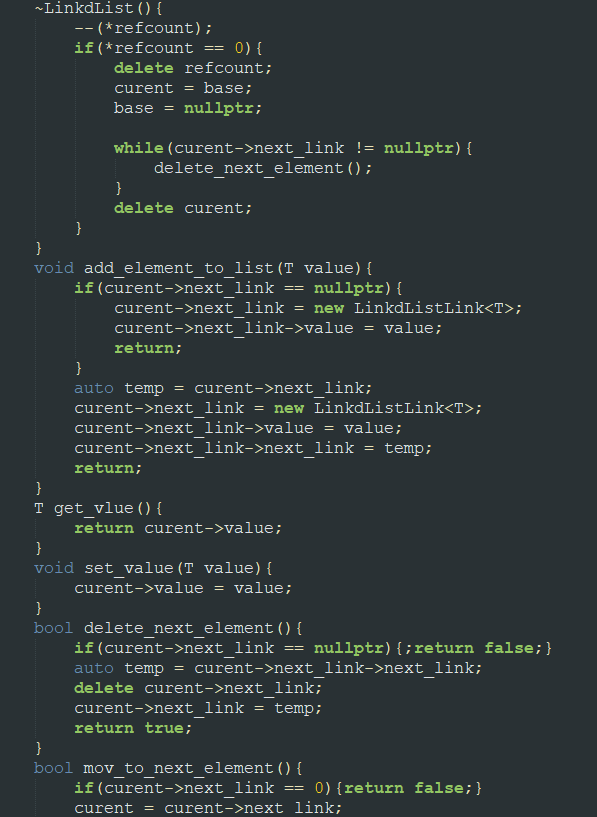 ~LinkdList(){
--(*refcount);
if(*refcount == 0){
delete refcount;
curent = base;
base = nullptr;
while(curent->next_link != nullptr){
delete_next_element();
}
delete curent;
}
}
void add_element_to_list(T value){
if(curent->next_link == nullptr){
curent->next_link = new LinkdListLink<T>;
curent->next_link->value = value;
return;
}
auto temp = curent->next_link;
curent->next_link = new LinkdListLink<T>;
curent->next_link->value = value;
curent->next_link->next_link = temp;
return;
}
T get_vlue(){
return curent->value;
}
void set_value(T value){
curent->value = value;
}
bool delete_next_element(){
if(curent->next_link == nullptr){;return false;}
auto temp = curent->next_link->next_link;
delete curent->next_link;
curent->next_link = temp;
return true;
}
bool mov_to_next_element(){
if(curent->next_link == 0){return false;}
curent = curent->next_link;